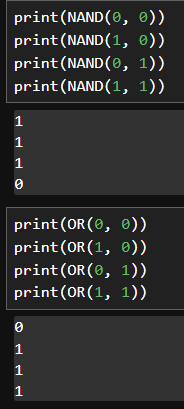 print(NAND(0, 0))
print(NAND(1, 0))
print(NAND(0, 1))
print(NAND(1, 1))
1
1
1
0
print(OR(0, 0))
print(OR(1, 0))
print(OR(0, 1))
print(OR(1, 1))
0
1
1
1